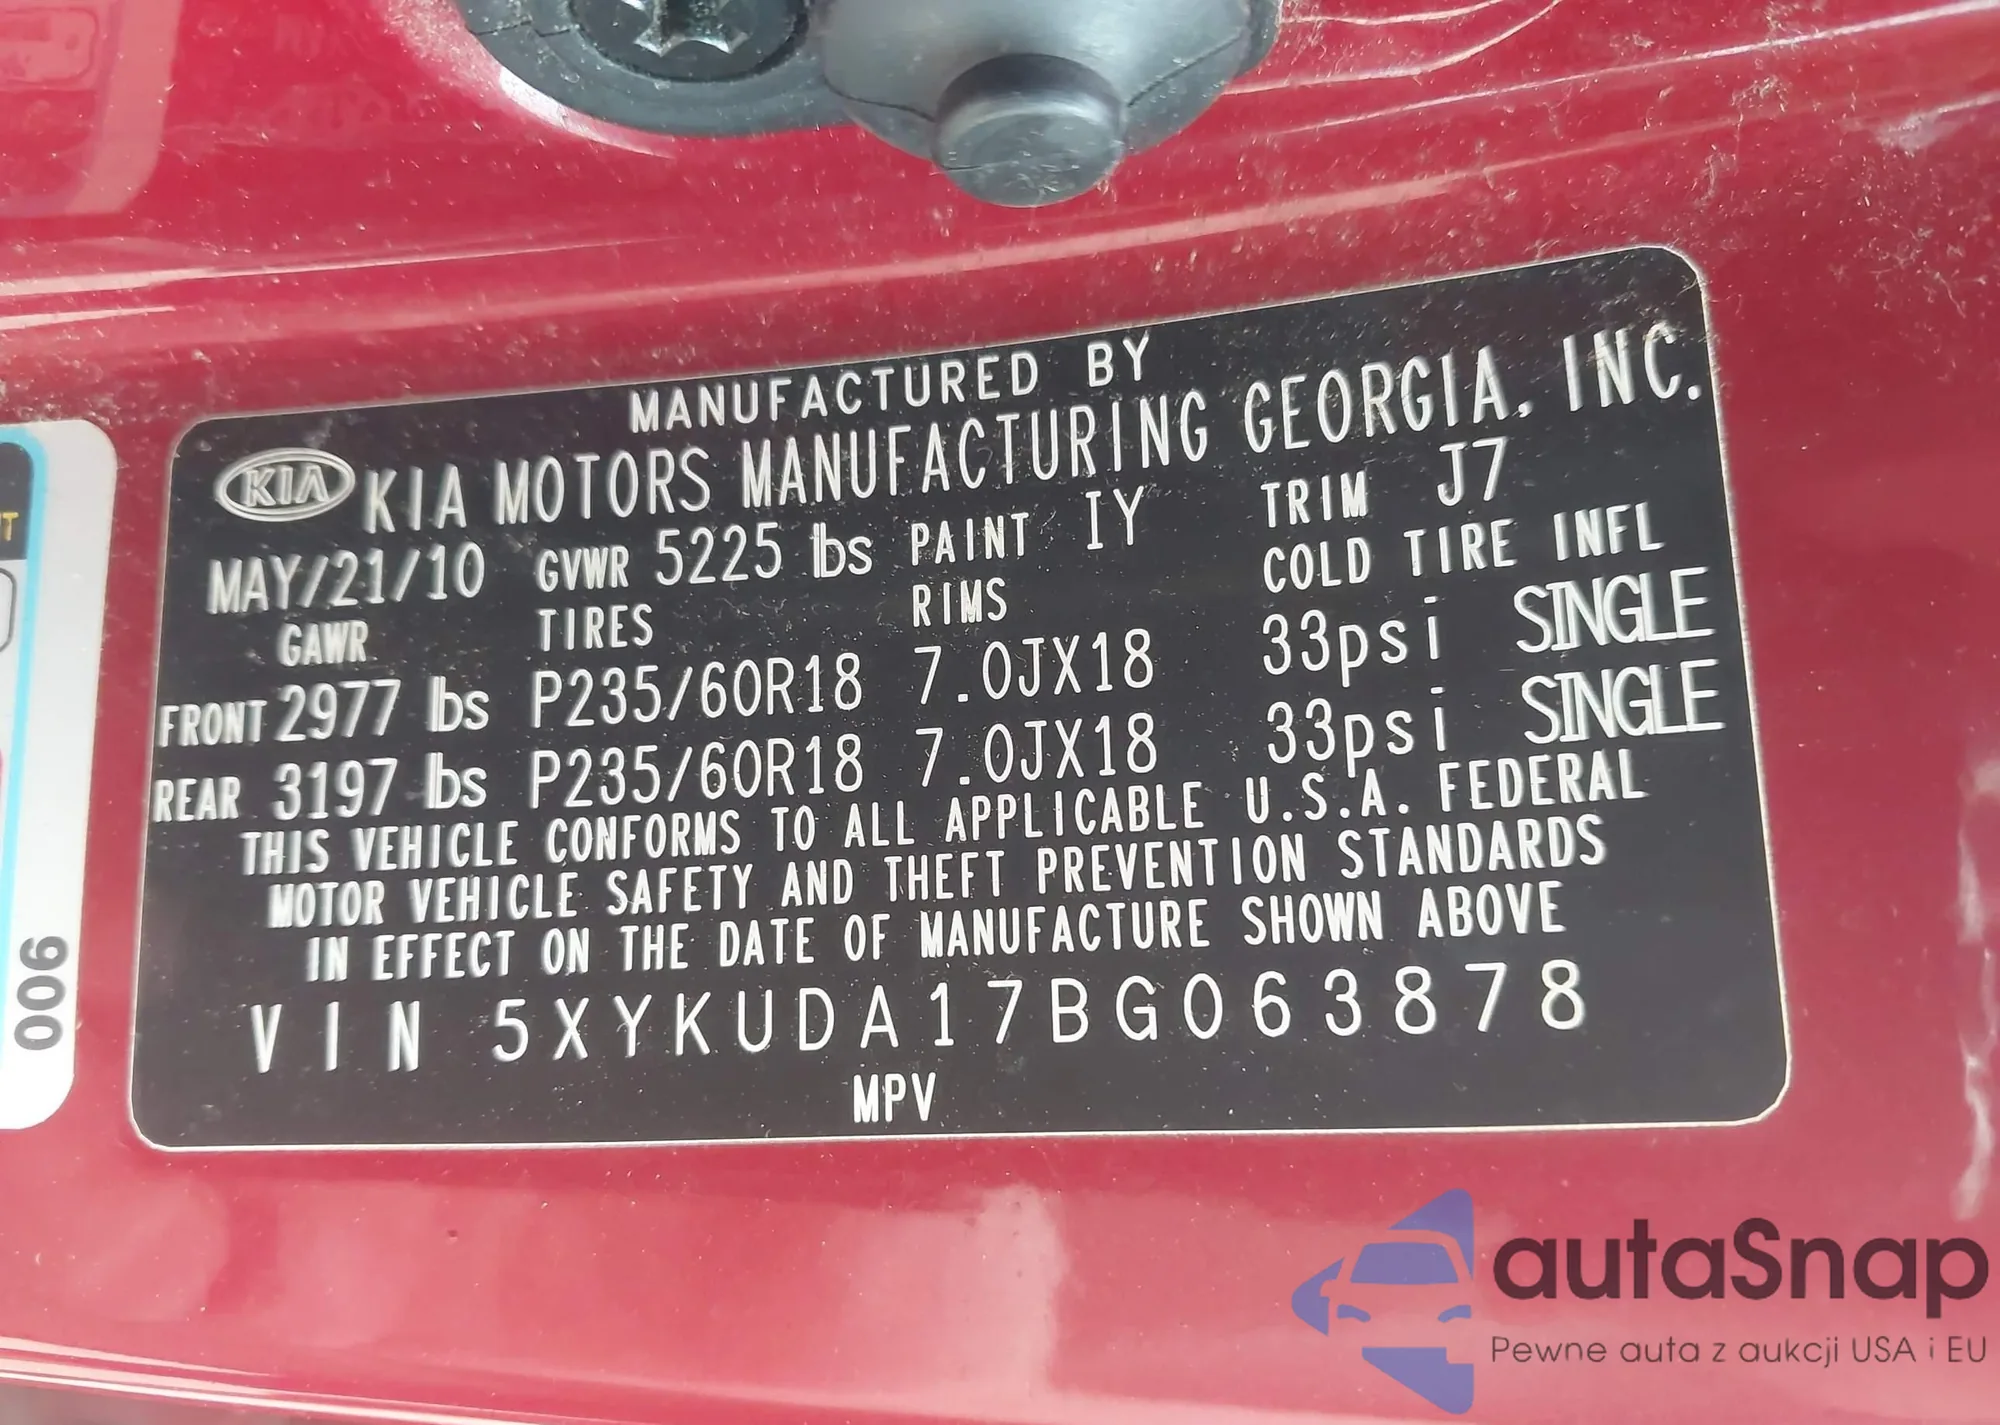 MANUFACTURED BY
KIA KIA MOTORS MANUFACTURING GEORGIA, INC.
MAY/21/10 GVWR 5225 lbs PAINT IY TRIM J7
GAWR TIRES RIMS COLD TIRE INFL
FRONT 2977 lbs P235/60R18 7.0JX18 33psi SINGLE
REAR 3197 lbs P235/60R18 7.0JX18 33psi SINGLE
THIS VEHICLE CONFORMS TO ALL APPLICABLE U.S.A. FEDERAL
MOTOR VEHICLE SAFETY AND THEFT PREVENTION STANDARDS
IN EFFECT ON THE DATE OF MANUFACTURE SHOWN ABOVE
VIN 5XYKUDA17BG063878
MPV
006
autaSnap
Pewne auta z aukcji USA i EU